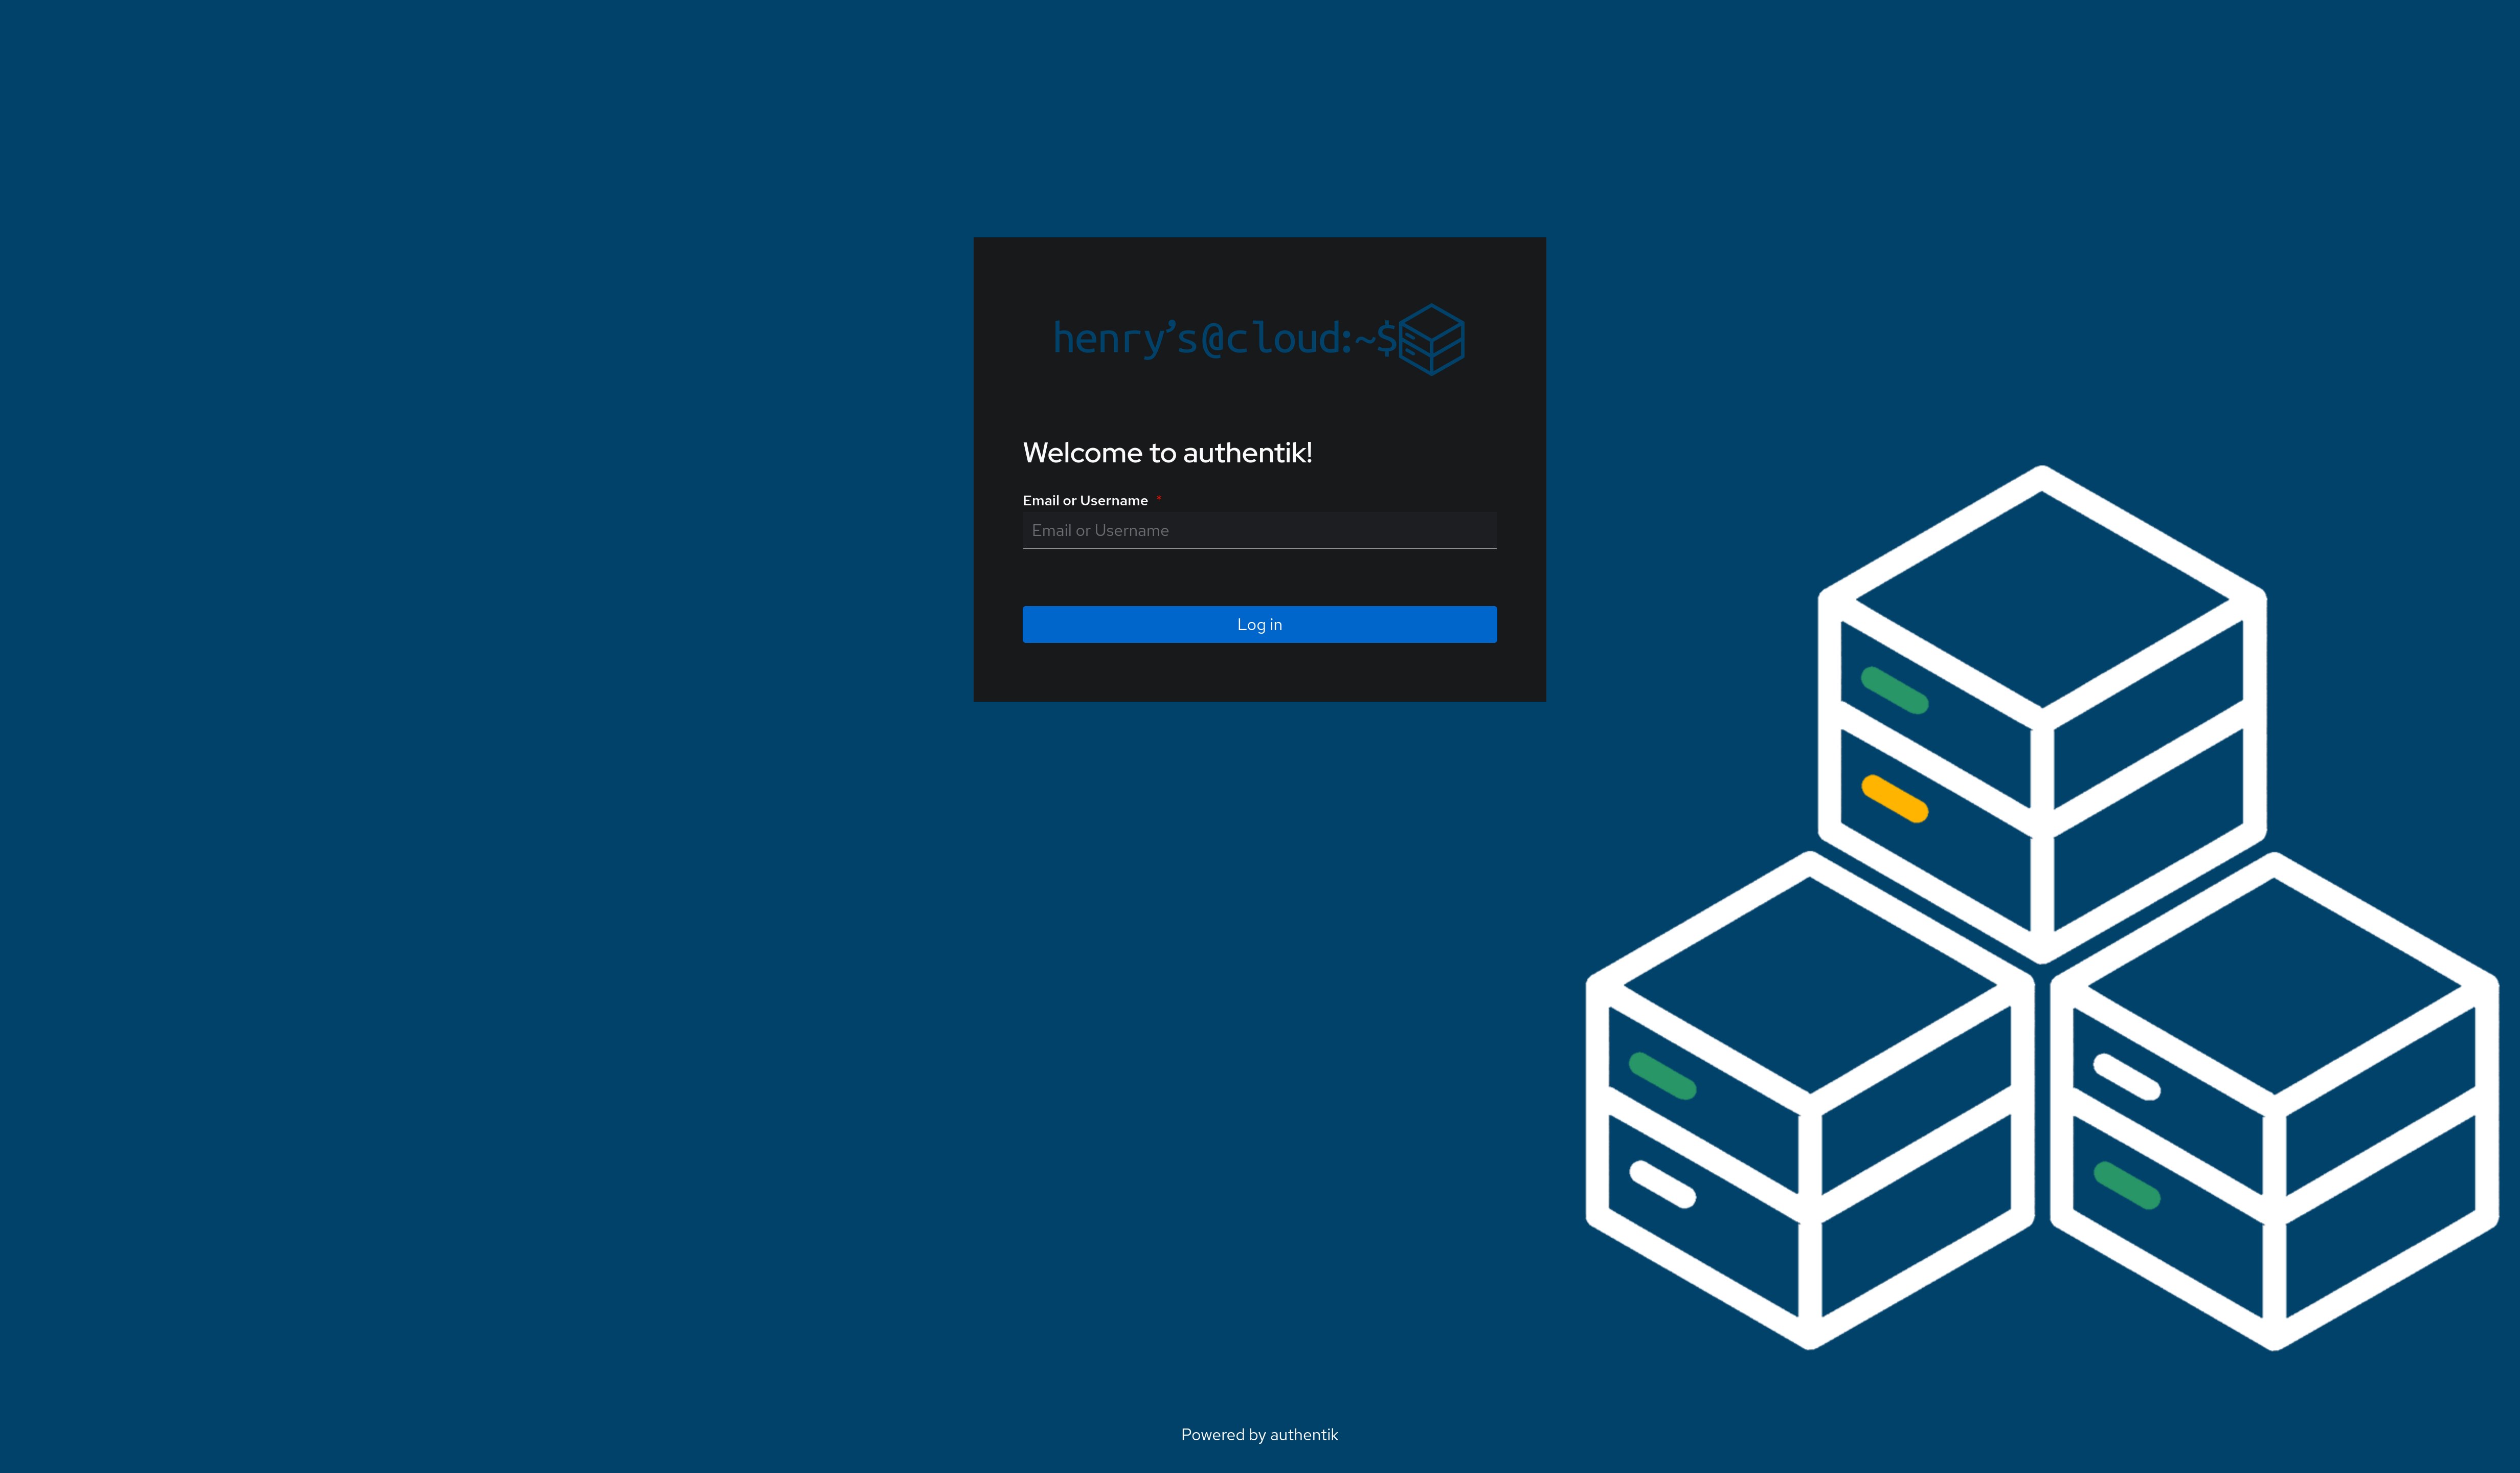 henry’s@cloud:~$
Welcome to authentik!
Email or Username *
Email or Username
Log in
Powered by authentik